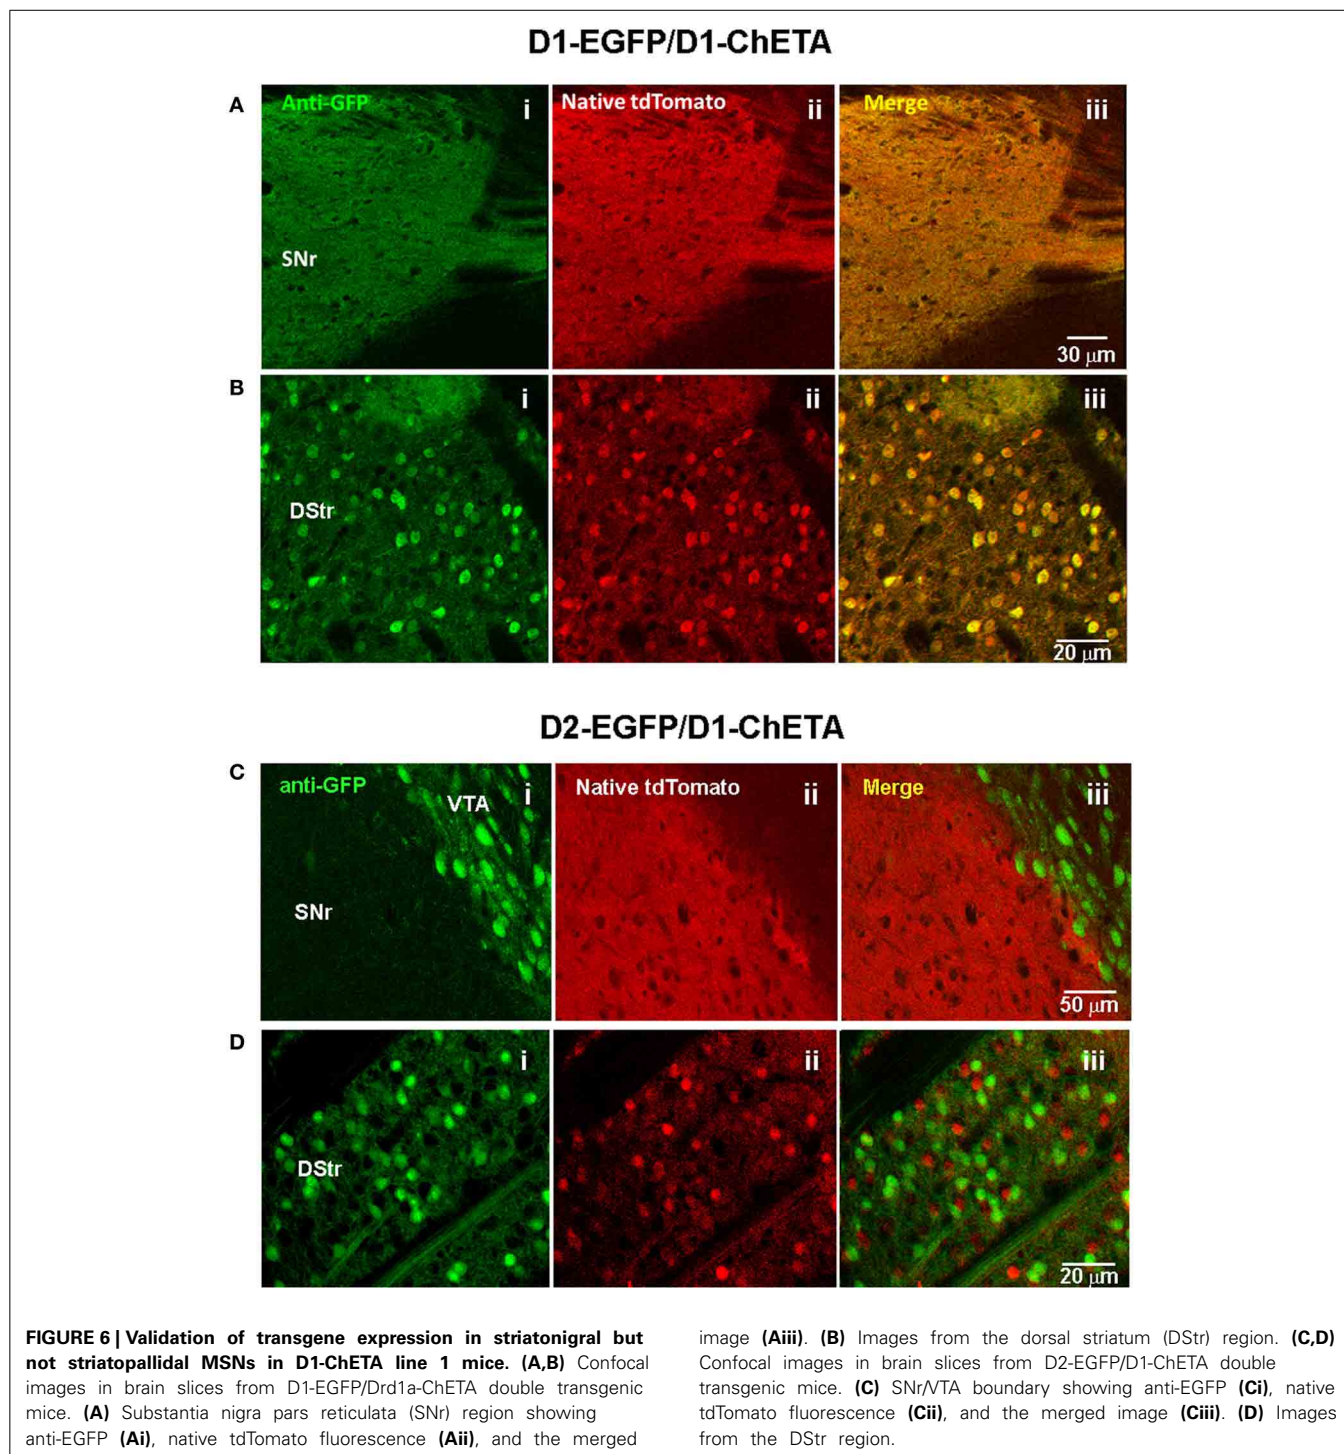 D1-EGFP/D1-ChETA
A
Anti-GFP
i
Native tdTomato
ii
Merge
iii
SNr
30 µm
B
i
ii
iii
DStr
20 µm
D2-EGFP/D1-ChETA
C
anti-GFP
VTA
i
Native tdTomato
ii
Merge
iii
SNr
50 µm
D
i
ii
iii
DStr
20 µm
FIGURE 6 | Validation of transgene expression in striatonigral but
not striatopallidal MSNs in D1-ChETA line 1 mice. (A,B) Confocal
images in brain slices from D1-EGFP/Drd1a-ChETA double transgenic
mice. (A) Substantia nigra pars reticulata (SNr) region showing
anti-EGFP (Ai), native tdTomato fluorescence (Aii), and the merged
image (Aiii). (B) Images from the dorsal striatum (DStr) region. (C,D)
Confocal images in brain slices from D2-EGFP/D1-ChETA double
transgenic mice. (C) SNr/VTA boundary showing anti-EGFP (Ci), native
tdTomato fluorescence (Cii), and the merged image (Ciii). (D) Images
from the DStr region.